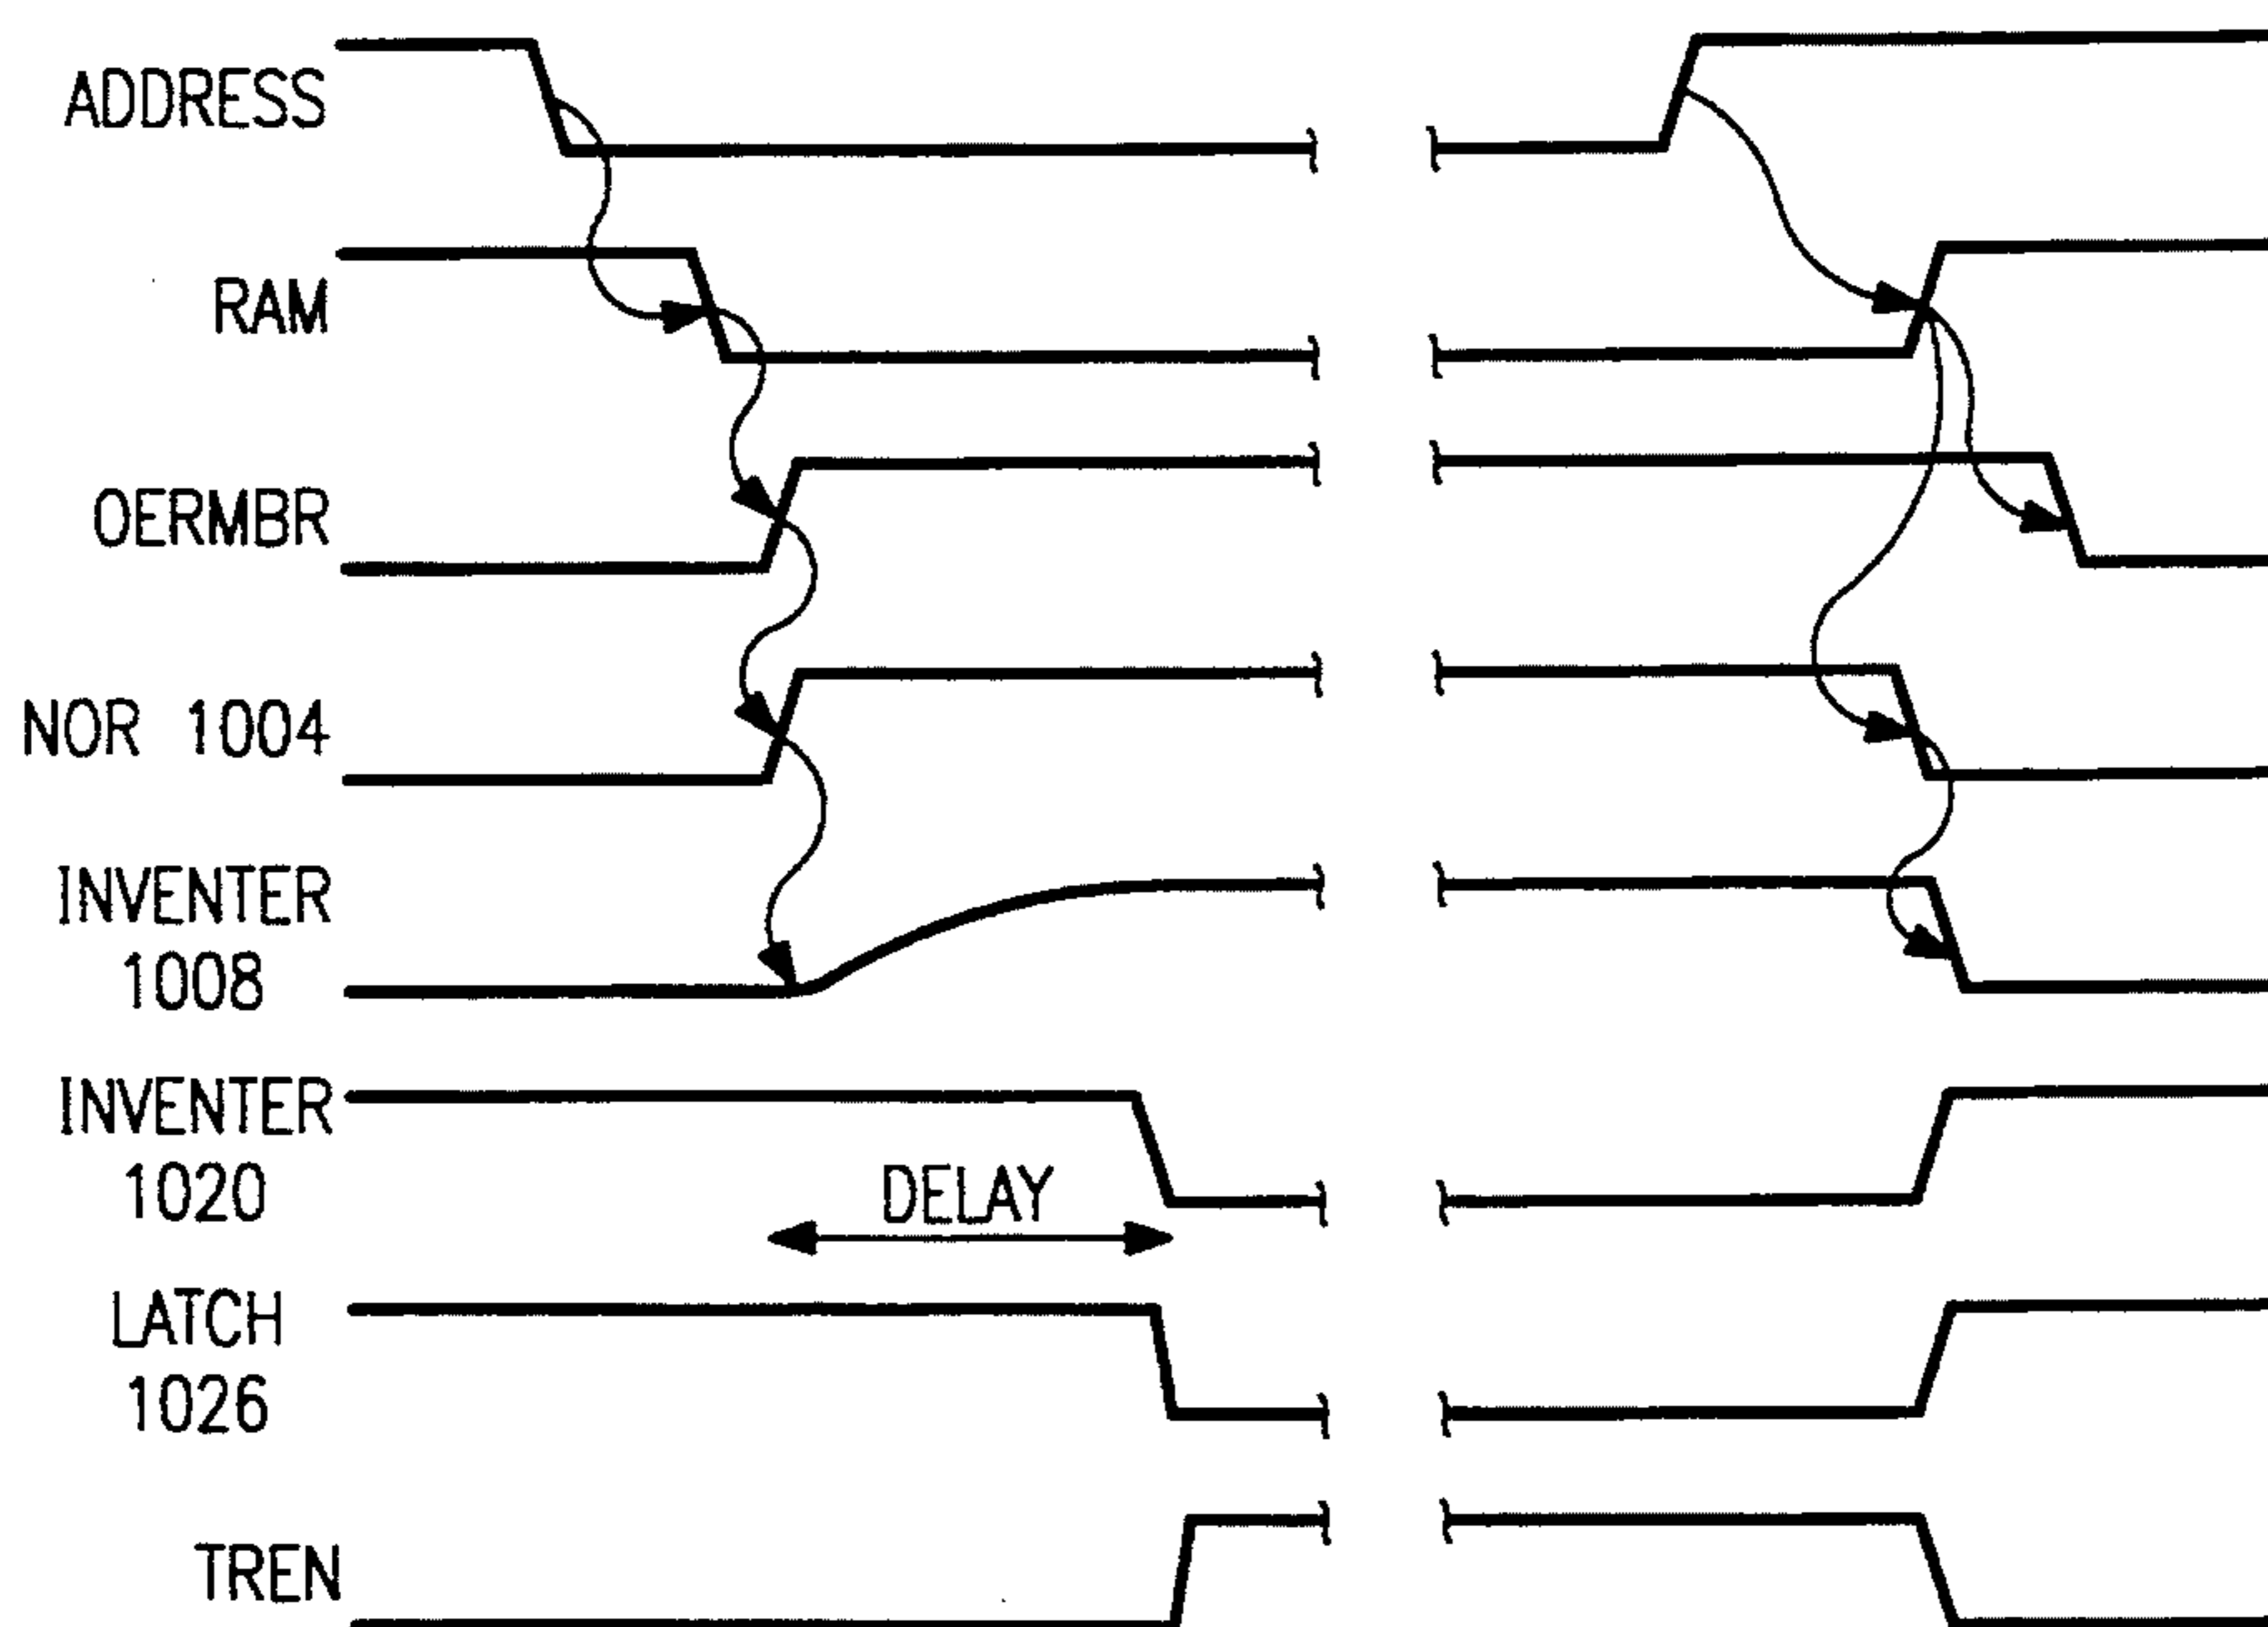 ADDRESS
RAM
OERMBR
NOR 1004
INVENTER
1008
INVENTER
1020
DELAY
LATCH
1026
TREN